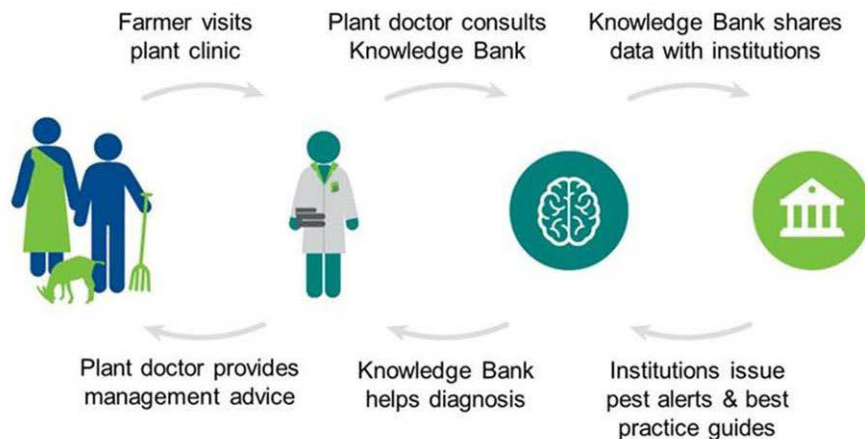 Farmer visits
plant clinic
Plant doctor consults
Knowledge Bank
Knowledge Bank shares
data with institutions
Plant doctor provides
management advice
Knowledge Bank
helps diagnosis
Institutions issue
pest alerts & best
practice guides